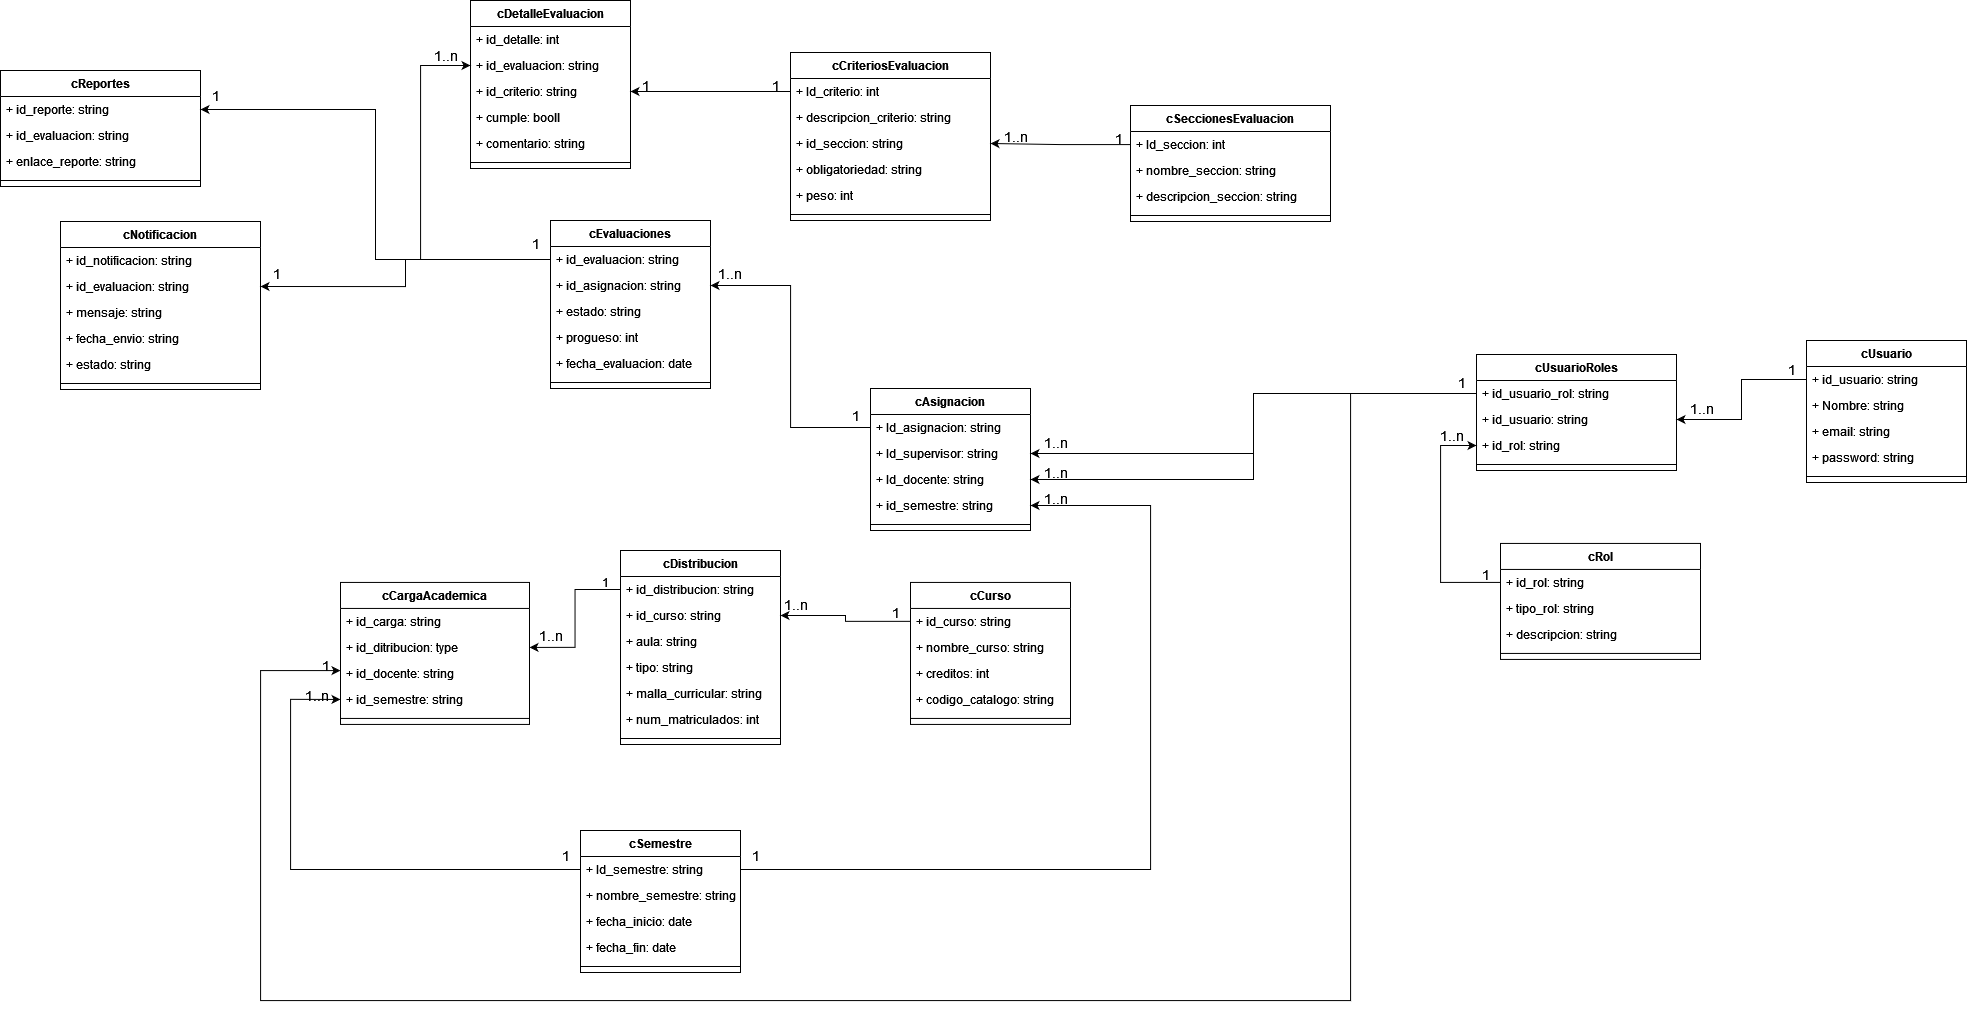 cDetalleEvaluacion
+ id_detalle: int
+ id_evaluacion: string
+ id_criterio: string
+ cumple: booll
+ comentario: string
1..n
1
1
cReportes
+ id_reporte: string
+ id_evaluacion: string
+ enlace_reporte: string
1
cCriteriosEvaluacion
+ Id_criterio: int
+ descripcion_criterio: string
+ id_seccion: string
+ obligatoriedad: string
+ peso: int
1..n
1
cSeccionesEvaluacion
+ Id_seccion: int
+ nombre_seccion: string
+ descripcion_seccion: string
cNotificacion
+ id_notificacion: string
+ id_evaluacion: string
+ mensaje: string
+ fecha_envio: string
+ estado: string
1
1
cEvaluaciones
+ id_evaluacion: string
+ id_asignacion: string
+ estado: string
+ progueso: int
+ fecha_evaluacion: date
1..n
1
cAsignacion
+ Id_asignacion: string
+ Id_supervisor: string
+ Id_docente: string
+ id_semestre: string
1..n
1..n
1..n
1
cUsuarioRoles
+ id_usuario_rol: string
+ id_usuario: string
+ id_rol: string
1..n
1..n
1
cUsuario
+ id_usuario: string
+ Nombre: string
+ email: string
+ password: string
1
cRol
+ id_rol: string
+ tipo_rol: string
+ descripcion: string
cCargaAcademica
+ id_carga: string
+ id_ditribucion: type
+ id_docente: string
+ id_semestre: string
1
1..n
1..n
1
cDistribucion
+ id_distribucion: string
+ id_curso: string
+ aula: string
+ tipo: string
+ malla_curricular: string
+ num_matriculados: int
1..n
1
cCurso
+ id_curso: string
+ nombre_curso: string
+ creditos: int
+ codigo_catalogo: string
1
1
cSemestre
+ Id_semestre: string
+ nombre_semestre: string
+ fecha_inicio: date
+ fecha_fin: date